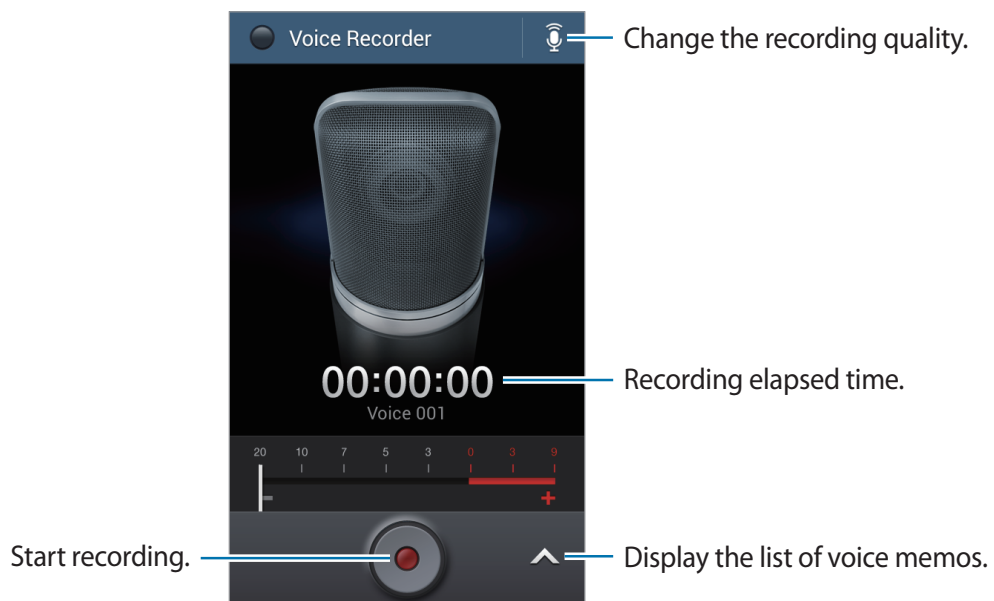 Voice Recorder
Change the recording quality.
00:00:00
Recording elapsed time.
Voice 001
20 10 7 5 3 0 3 9
- +
Start recording.
Display the list of voice memos.